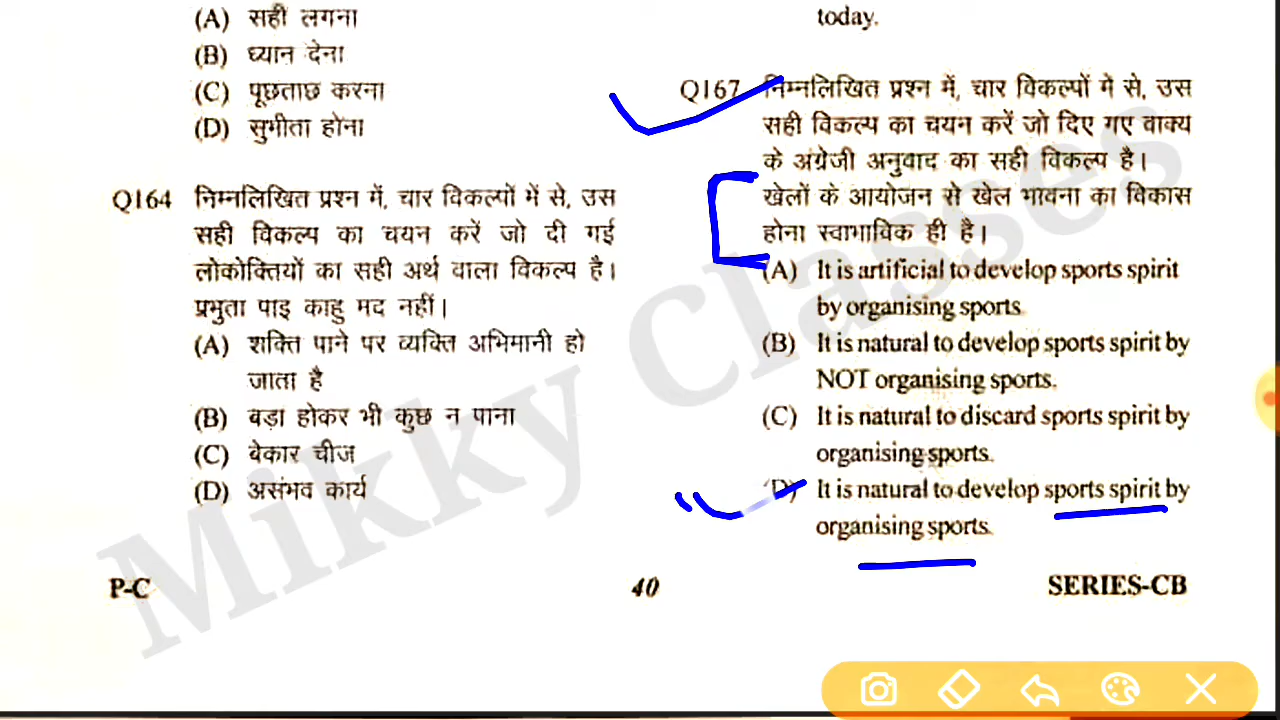 (A) सही लगना
(B) ध्यान देना
(C) पूछताछ करना
(D) सुभीता होना
Q164 निम्नलिखित प्रश्न में, चार विकल्पों में से, उस
सही विकल्प का चयन करें जो दी गई
लोकोक्तियों का सही अर्थ वाला विकल्प है।
प्रभुता पाइ काहु मद नहीं।
(A) शक्ति पाने पर व्यक्ति अभिमानी हो
जाता है
(B) बड़ा होकर भी कुछ न पाना
(C) बेकार चीज
(D) असंभव कार्य
today.
Q167 निम्नलिखित प्रश्न में, चार विकल्पों में से, उस
सही विकल्प का चयन करें जो दिए गए वाक्य
के अंग्रेजी अनुवाद का सही विकल्प है।
खेलों के आयोजन से खेल भावना का विकास
होना स्वाभाविक ही है।
(A) It is artificial to develop sports spirit
by organising sports.
(B) It is natural to develop sports spirit by
NOT organising sports.
(C) It is natural to discard sports spirit by
organising sports.
(D) It is natural to develop sports spirit by
organising sports.
P-C 40 SERIES-CB
Mikky Classes